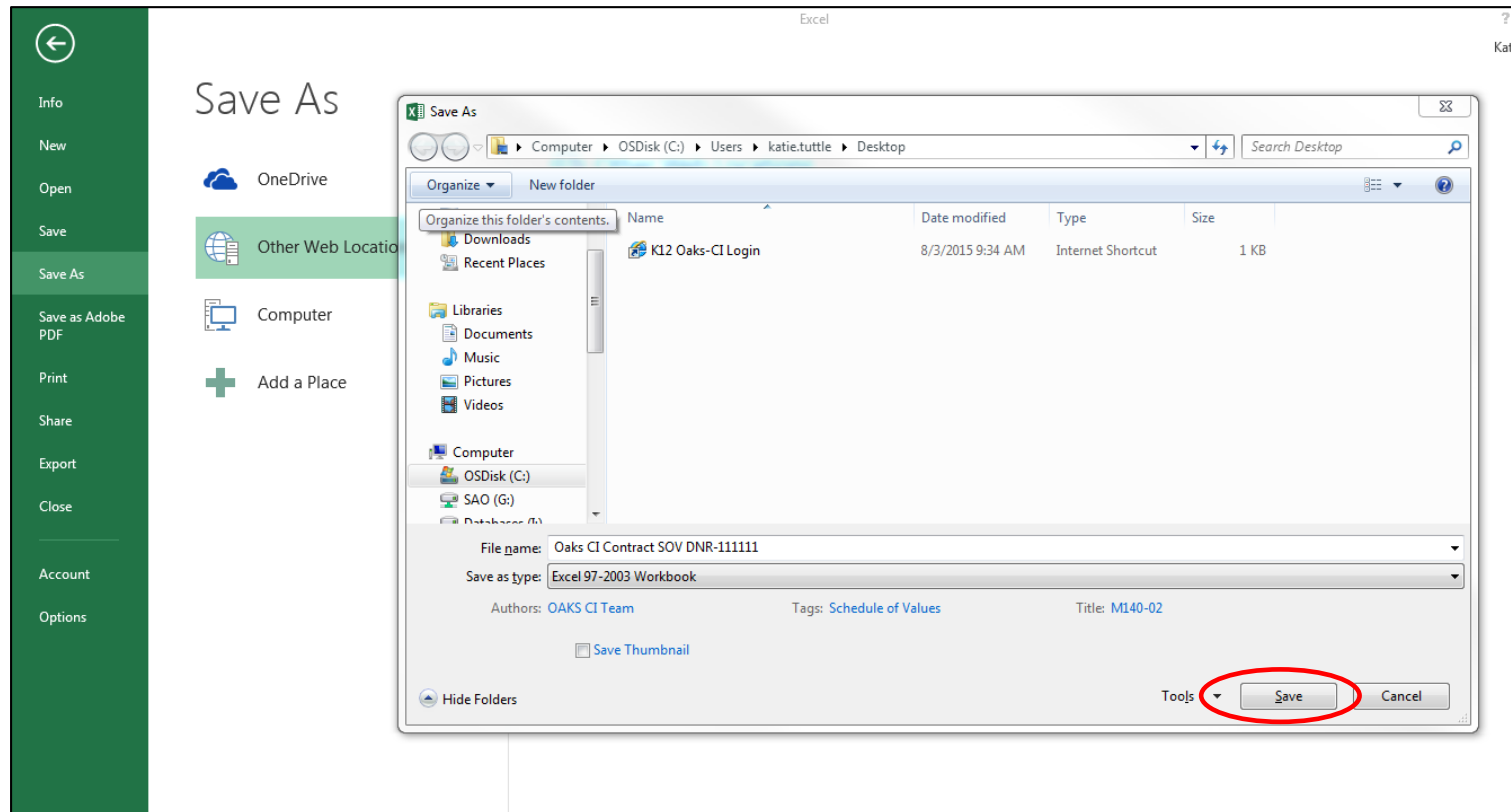 Excel
?
Kat
Info
New
Open
Save
Save As
Save as Adobe
PDF
Print
Share
Export
Close
Account
Options
Save As
OneDrive
Other Web Locatio
Computer
Add a Place
Save As
Computer OSDisk (C:) Users katie.tuttle Desktop
Search Desktop
Organize New folder
Organize this folder's contents.
Name Date modified Type Size
Downloads
Recent Places
K12 Oaks-CI Login 8/3/2015 9:34 AM Internet Shortcut 1 KB
Libraries
Documents
Music
Pictures
Videos
Computer
OSDisk (C:)
SAO (G:)
File name: Oaks CI Contract SOV DNR-111111
Save as type: Excel 97-2003 Workbook
Authors: OAKS CI Team Tags: Schedule of Values Title: M140-02
Save Thumbnail
Hide Folders
Tools Save Cancel